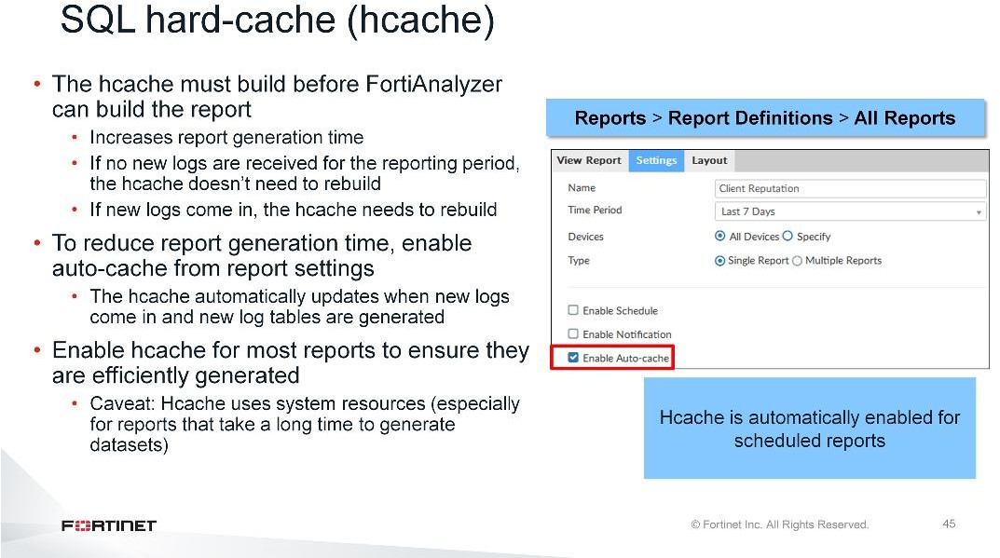 SQL hard-cache (hcache)
• The hcache must build before FortiAnalyzer
can build the report
• Increases report generation time
• If no new logs are received for the reporting period,
the hcache doesn't need to rebuild
• If new logs come in, the hcache needs to rebuild
• To reduce report generation time, enable
auto-cache from report settings
• The hcache automatically updates when new logs
come in and new log tables are generated
• Enable hcache for most reports to ensure they
are efficiently generated
• Caveat: Hcache uses system resources (especially
for reports that take a long time to generate
datasets)
Reports > Report Definitions > All Reports
View Report Settings Layout
Name Client Reputation
Time Period Last 7 Days
Devices All Devices Specify
Type Single Report Multiple Reports
Enable Schedule
Enable Notification
Enable Auto-cache
Hcache is automatically enabled for
scheduled reports
FORTINET
© Fortinet Inc. All Rights Reserved. 45